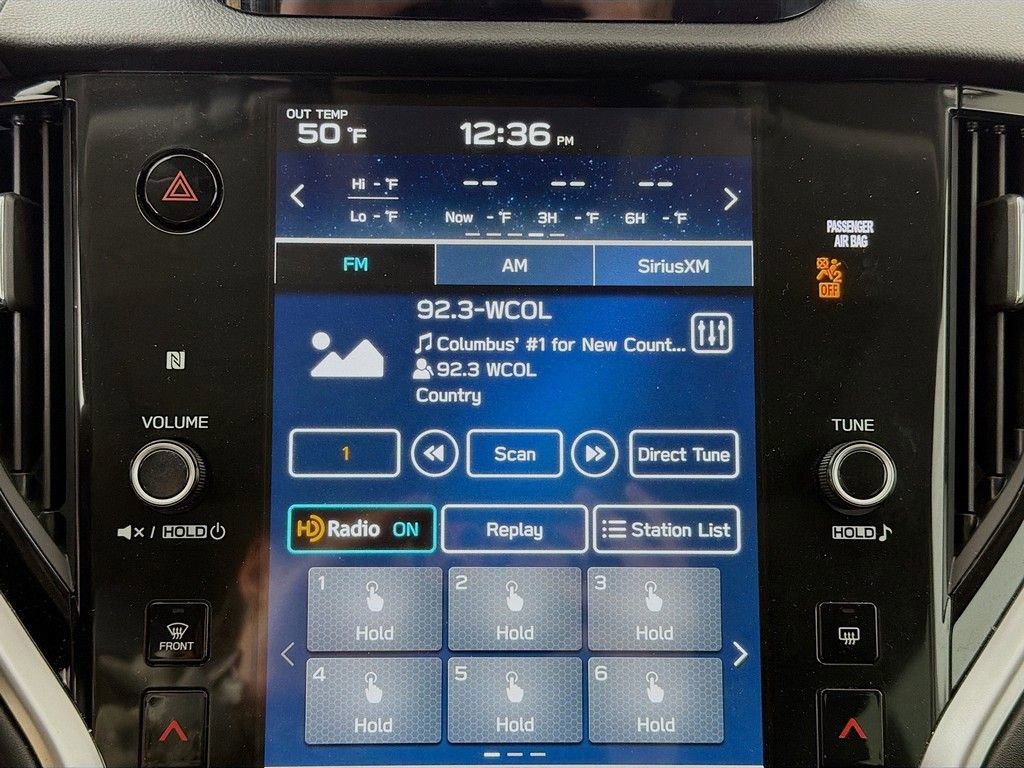 OUT TEMP
50 °F
12:36 PM
Hi - °F
-- -- --
Lo - °F
Now - °F 3H - °F 6H - °F
FM AM SiriusXM
92.3-WCOL
Columbus' #1 for New Count...
92.3 WCOL
Country
1 Scan Direct Tune
HD Radio ON Replay Station List
1 2 3
Hold Hold Hold
4 5 6
Hold Hold Hold
PASSENGER
AIR BAG
2
OFF
N
VOLUME
/ HOLD
FRONT
TUNE
HOLD